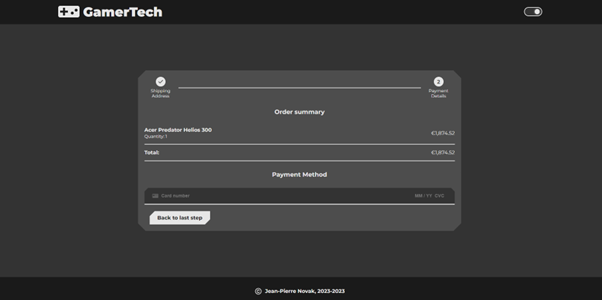 GamerTech
2
Shipping Address
Payment Details
Order summary
Acer Predator Helios 300
Quantity: 1
€1,874.52
Total:
€1,874.52
Payment Method
Card number
MM / YY CVC
Back to last step
© Jean-Pierre Novak, 2023-2023